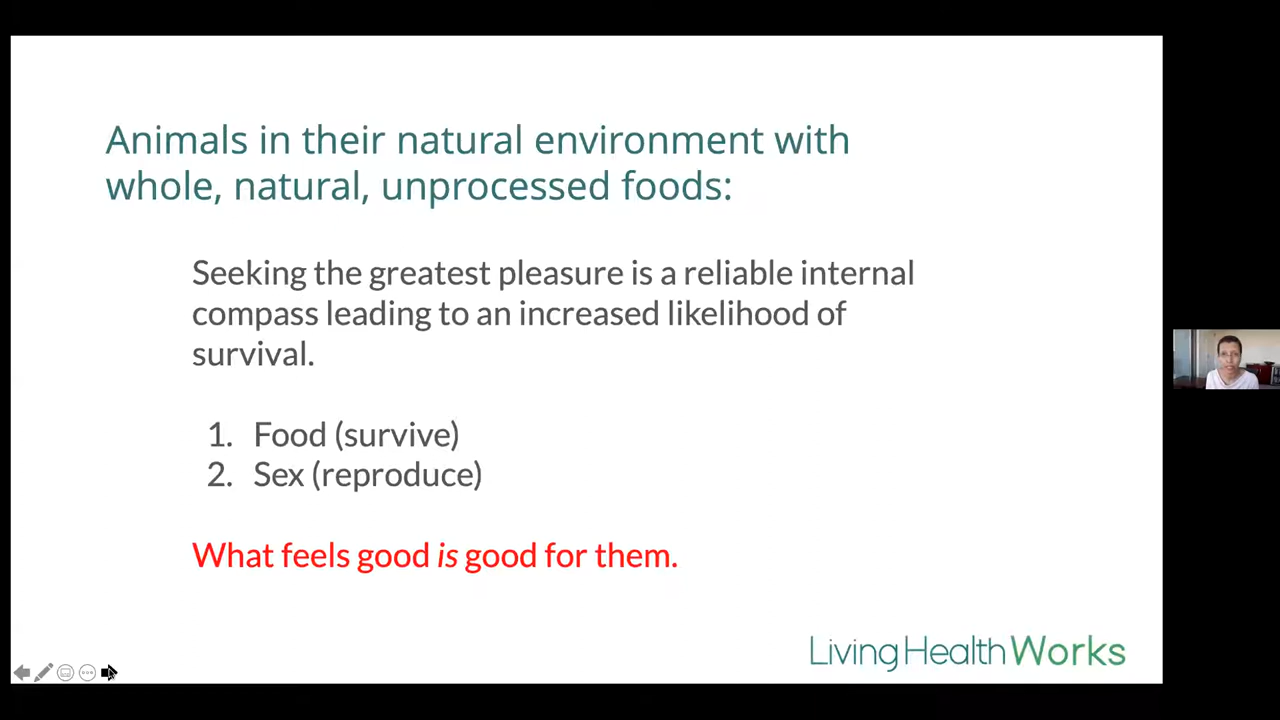 Animals in their natural environment with
whole, natural, unprocessed foods:
Seeking the greatest pleasure is a reliable internal
compass leading to an increased likelihood of
survival.
1. Food (survive)
2. Sex (reproduce)
What feels good is good for them.
LivingHealthWorks